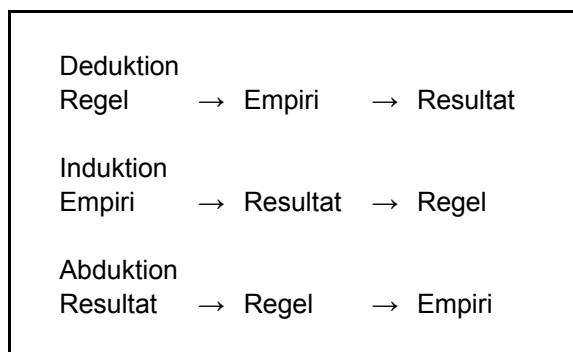 Deduktion
Regel → Empiri → Resultat
Induktion
Empiri → Resultat → Regel
Abduktion
Resultat → Regel → Empiri